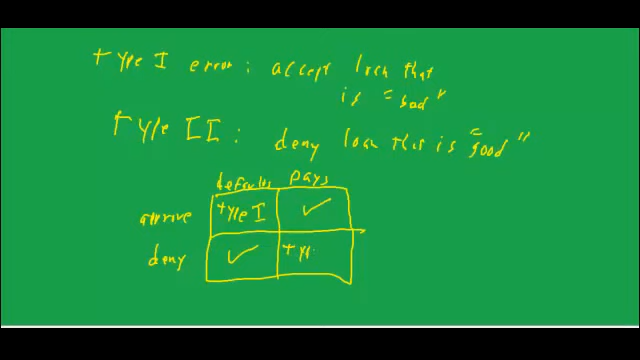 type I error: accept loan that
is "bad"
type II: deny loan this is "good"
defaults pays
approve type I ✓
deny ✓ typ